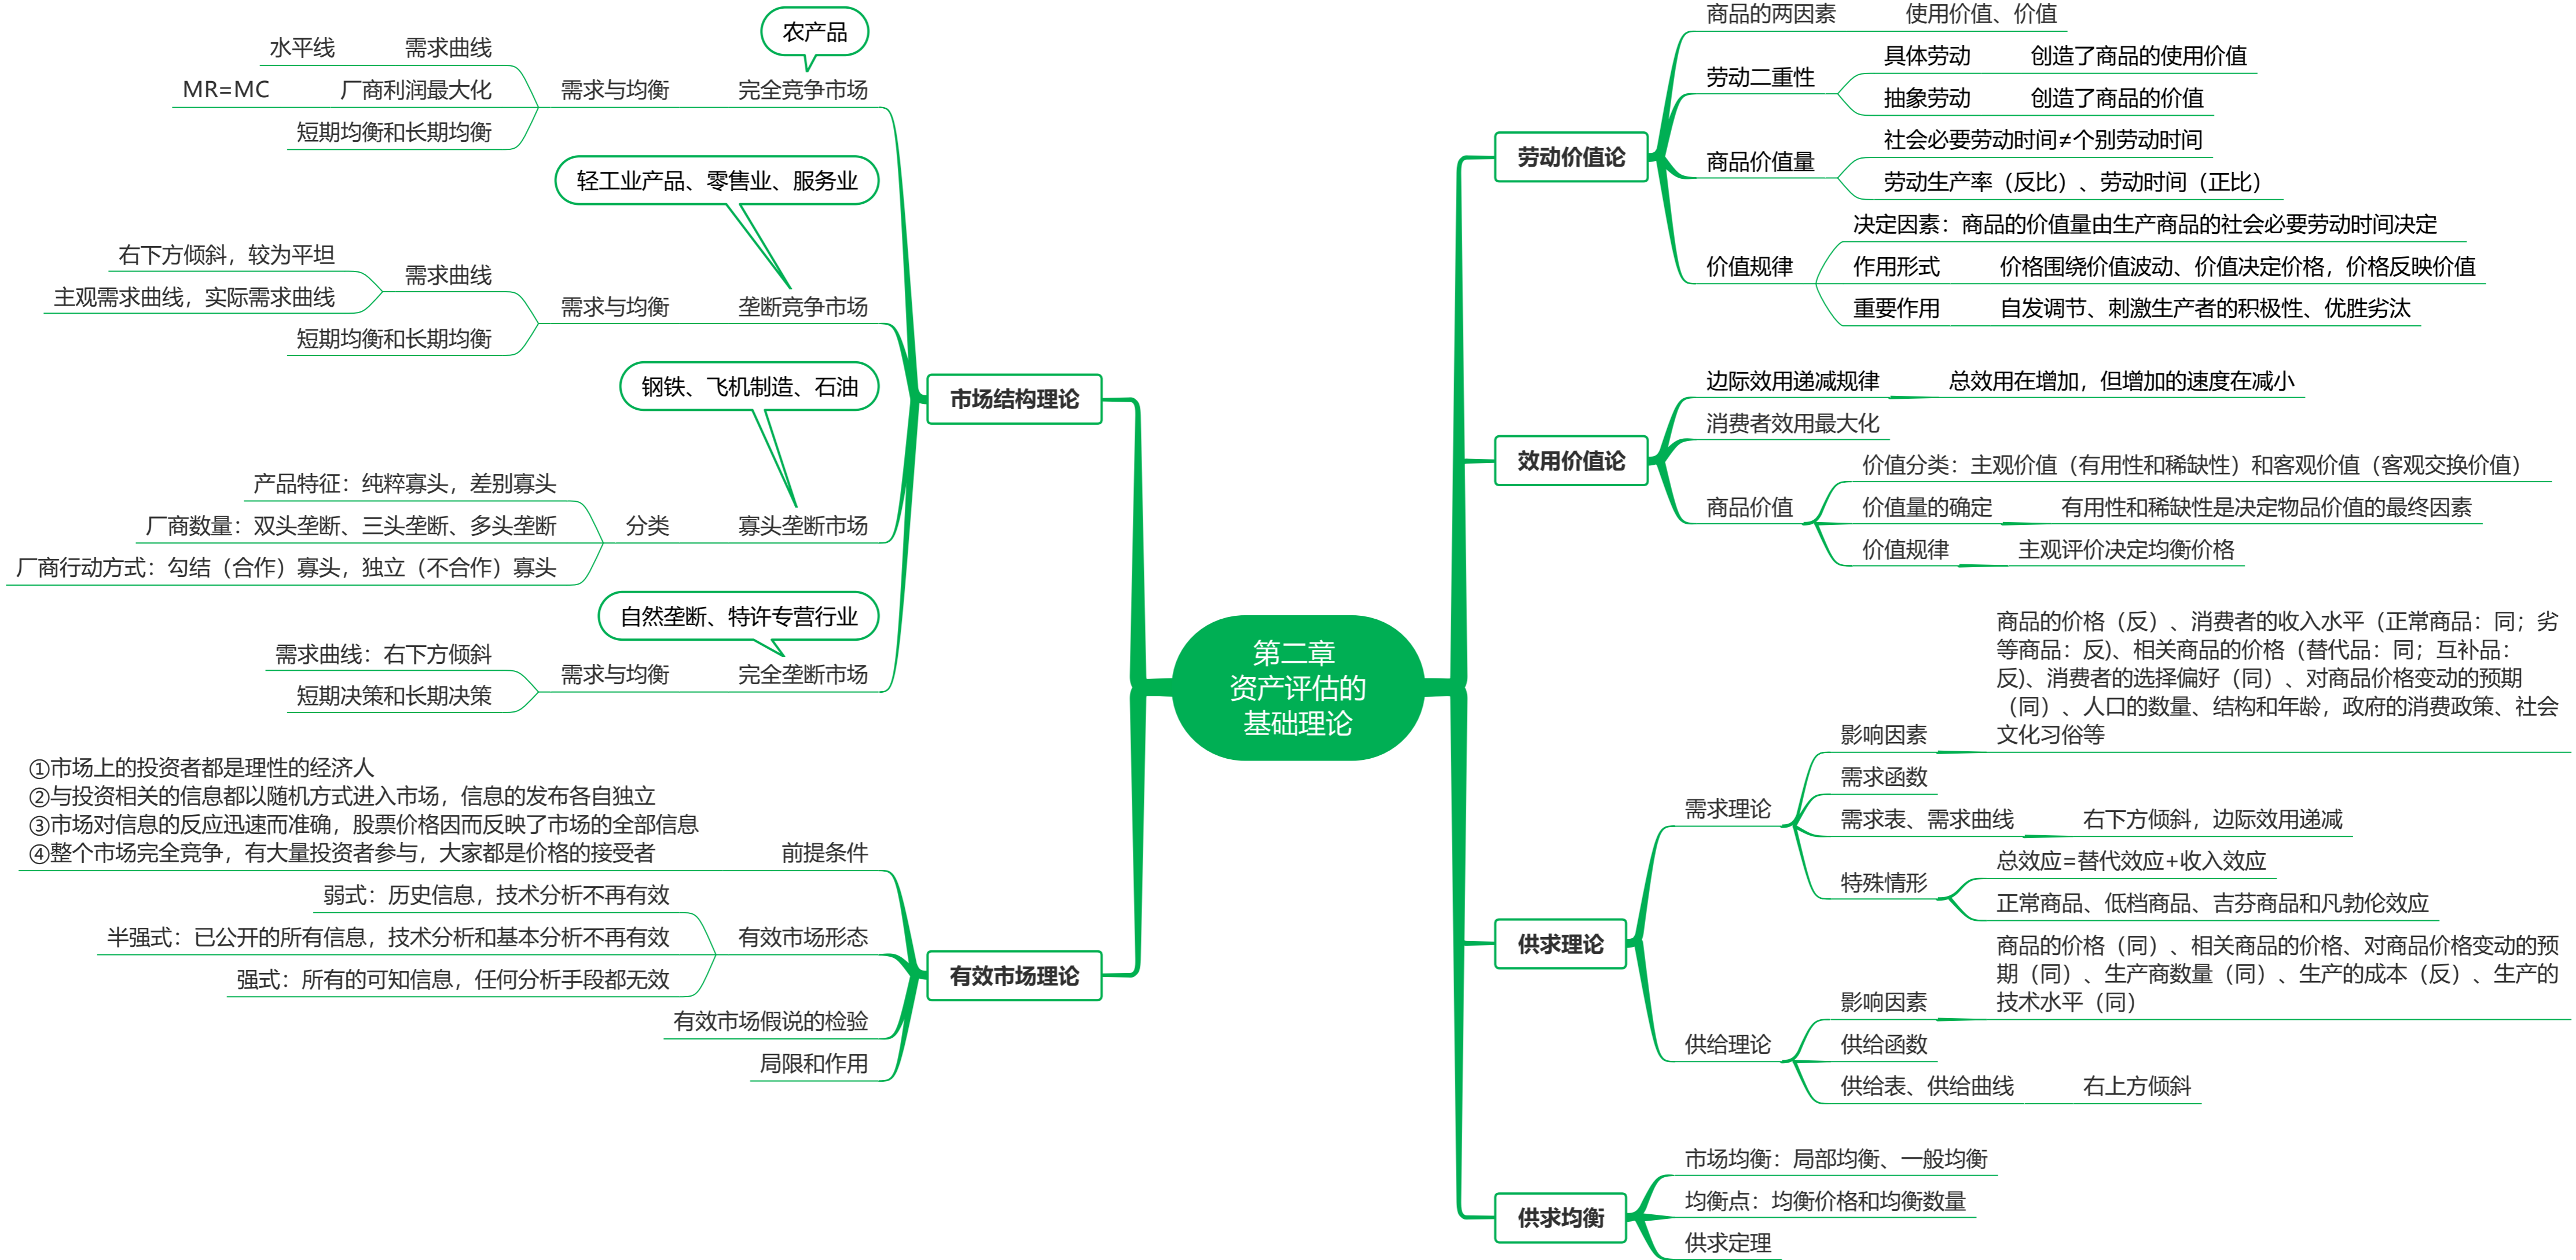 第二章
资产评估的
基础理论
劳动价值论
商品的两因素
使用价值、价值
劳动二重性
具体劳动
创造了商品的使用价值
抽象劳动
创造了商品的价值
商品价值量
社会必要劳动时间≠个别劳动时间
劳动生产率（反比）、劳动时间（正比）
价值规律
决定因素：商品的价值量由生产商品的社会必要劳动时间决定
作用形式
价格围绕价值波动、价值决定价格，价格反映价值
重要作用
自发调节、刺激生产者的积极性、优胜劣汰
效用价值论
边际效用递减规律
总效用在增加，但增加的速度在减小
消费者效用最大化
商品价值
价值分类：主观价值（有用性和稀缺性）和客观价值（客观交换价值）
价值量的确定
有用性和稀缺性是决定物品价值的最终因素
价值规律
主观评价决定均衡价格
供求理论
需求理论
影响因素
商品的价格（反）、消费者的收入水平（正常商品：同；劣
等商品：反）、相关商品的价格（替代品：同；互补品：
反）、消费者的选择偏好（同）、对商品价格变动的预期
（同）、人口的数量、结构和年龄，政府的消费政策、社会
文化习俗等
需求函数
需求表、需求曲线
右下方倾斜，边际效用递减
特殊情形
总效应=替代效应+收入效应
正常商品、低档商品、吉芬商品和凡勃伦效应
供给理论
影响因素
商品的价格（同）、相关商品的价格、对商品价格变动的预
期（同）、生产商数量（同）、生产的成本（反）、生产的
技术水平（同）
供给函数
供给表、供给曲线
右上方倾斜
供求均衡
市场均衡：局部均衡、一般均衡
均衡点：均衡价格和均衡数量
供求定理
市场结构理论
农产品
完全竞争市场
需求与均衡
需求曲线
水平线
厂商利润最大化
MR=MC
短期均衡和长期均衡
轻工业产品、零售业、服务业
垄断竞争市场
需求与均衡
需求曲线
右下方倾斜，较为平坦
主观需求曲线，实际需求曲线
短期均衡和长期均衡
钢铁、飞机制造、石油
寡头垄断市场
分类
产品特征：纯粹寡头，差别寡头
厂商数量：双头垄断、三头垄断、多头垄断
厂商行动方式：勾结（合作）寡头，独立（不合作）寡头
自然垄断、特许专营行业
完全垄断市场
需求与均衡
需求曲线：右下方倾斜
短期决策和长期决策
有效市场理论
前提条件
①市场上的投资者都是理性的经济人
②与投资相关的信息都以随机方式进入市场，信息的发布各自独立
③市场对信息的反应迅速而准确，股票价格因而反映了市场的全部信息
④整个市场完全竞争，有大量投资者参与，大家都是价格的接受者
有效市场形态
弱式：历史信息，技术分析不再有效
半强式：已公开的所有信息，技术分析和基本分析不再有效
强式：所有的可知信息，任何分析手段都无效
有效市场假说的检验
局限和作用